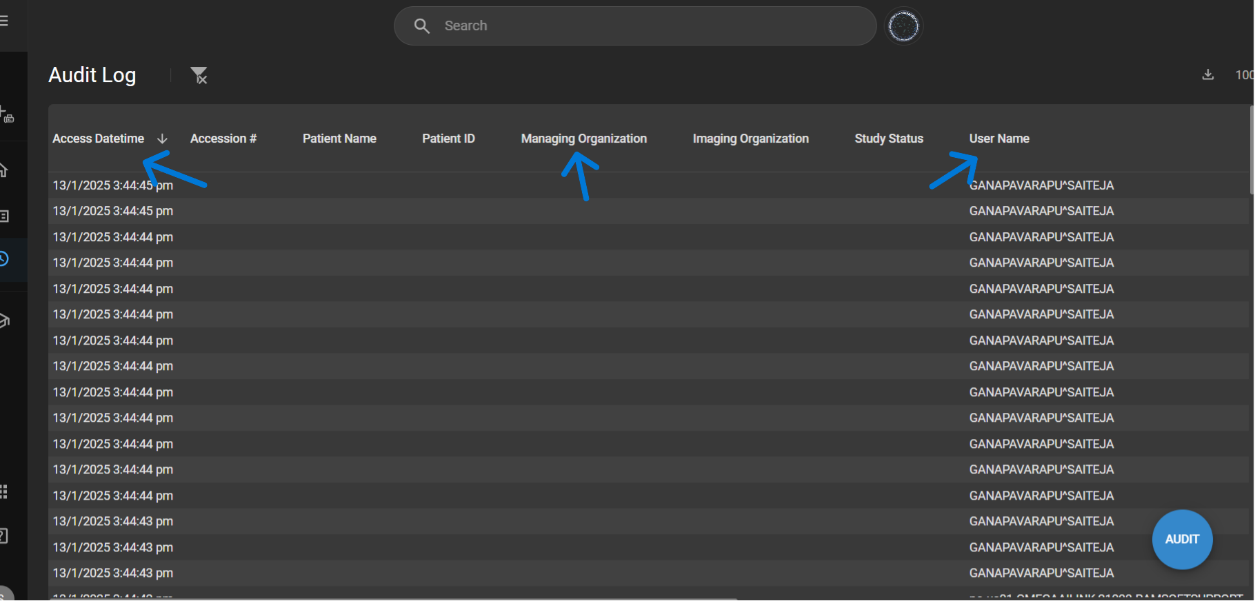 Search
Audit Log
100
Access Datetime Accession # Patient Name Patient ID Managing Organization Imaging Organization Study Status User Name
13/1/2025 3:44:45 pm GANAPAVARAPU^SAITEJA
13/1/2025 3:44:45 pm GANAPAVARAPU^SAITEJA
13/1/2025 3:44:44 pm GANAPAVARAPU^SAITEJA
13/1/2025 3:44:44 pm GANAPAVARAPU^SAITEJA
13/1/2025 3:44:44 pm GANAPAVARAPU^SAITEJA
13/1/2025 3:44:44 pm GANAPAVARAPU^SAITEJA
13/1/2025 3:44:44 pm GANAPAVARAPU^SAITEJA
13/1/2025 3:44:44 pm GANAPAVARAPU^SAITEJA
13/1/2025 3:44:44 pm GANAPAVARAPU^SAITEJA
13/1/2025 3:44:44 pm GANAPAVARAPU^SAITEJA
13/1/2025 3:44:44 pm GANAPAVARAPU^SAITEJA
13/1/2025 3:44:44 pm GANAPAVARAPU^SAITEJA
13/1/2025 3:44:44 pm GANAPAVARAPU^SAITEJA
13/1/2025 3:44:43 pm GANAPAVARAPU^SAITEJA
13/1/2025 3:44:43 pm GANAPAVARAPU^SAITEJA
13/1/2025 3:44:43 pm GANAPAVARAPU^SAITEJA
AUDIT